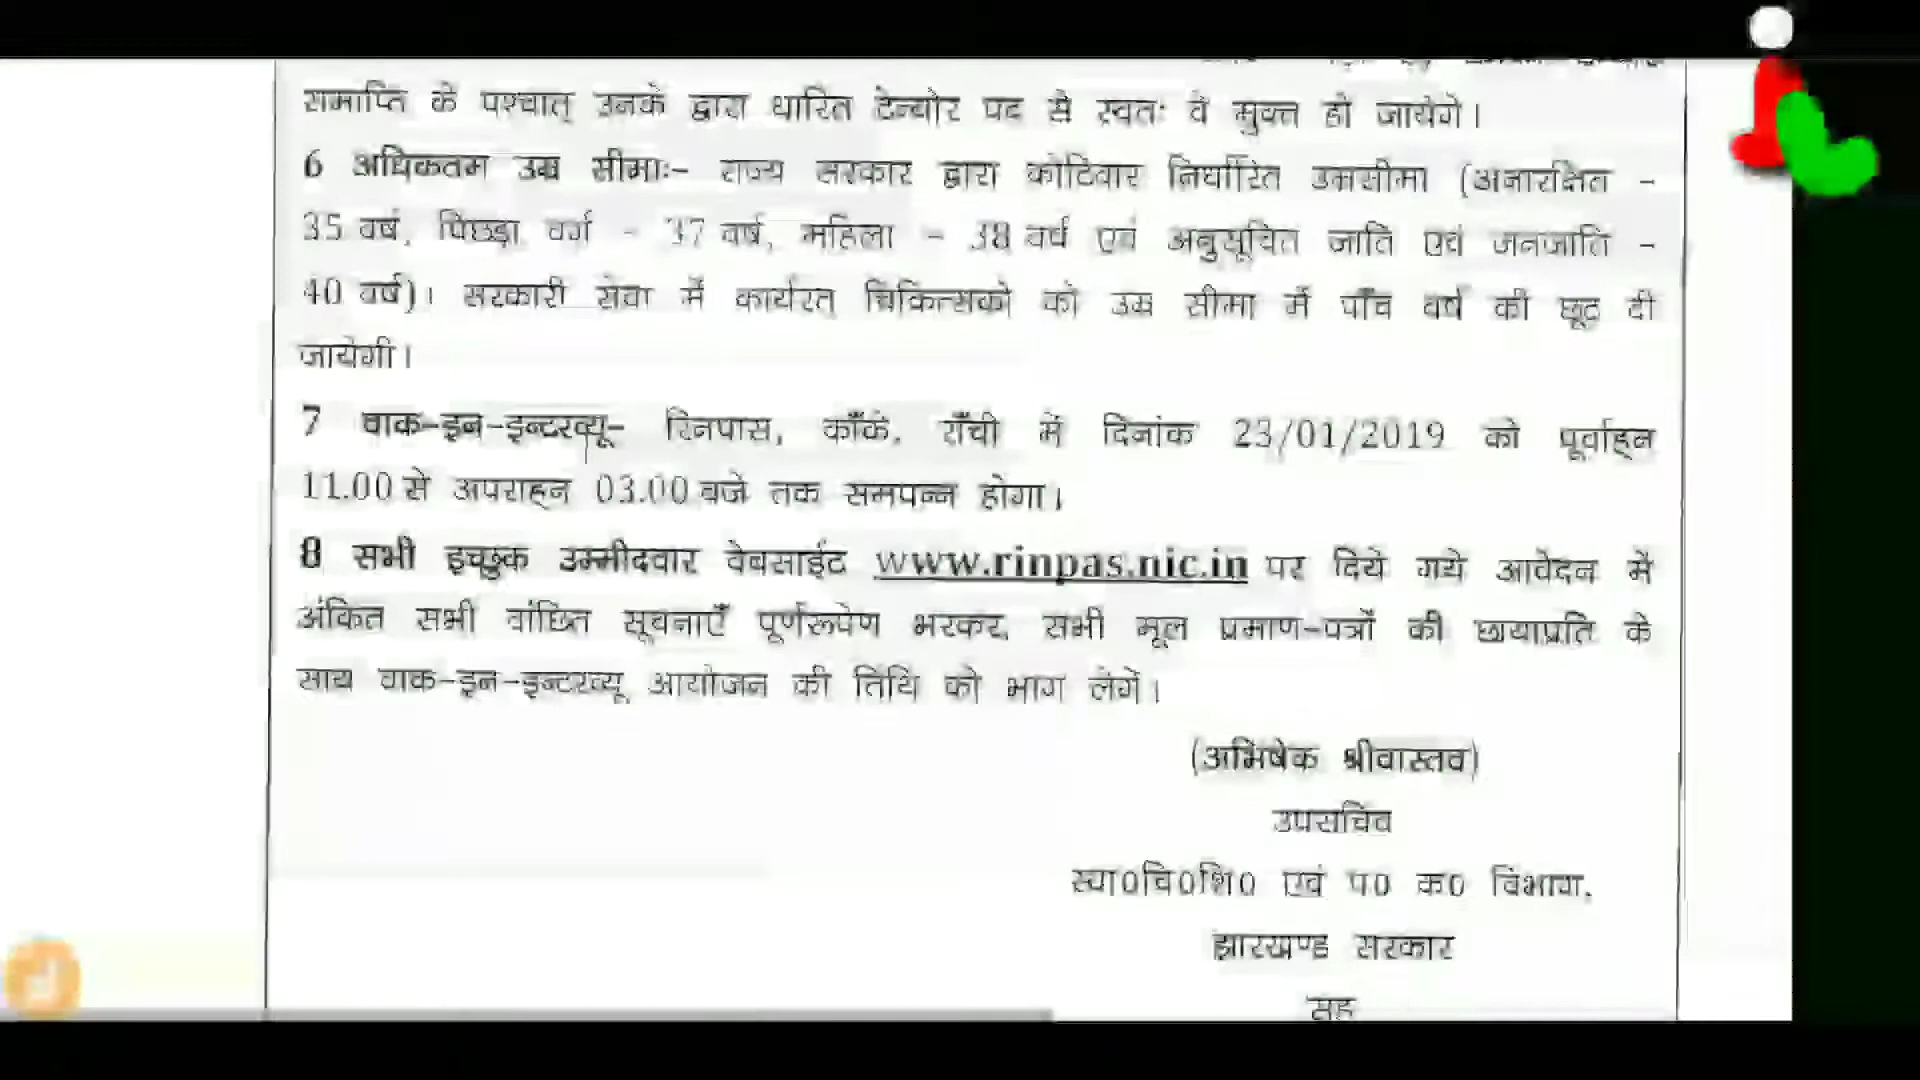 समाप्ति के पश्चात् उनके द्वारा धारित टेन्योर पद से स्वतः वे मुक्त हो जायेगे।
6 अधिकतम उम्र सीमाः- राज्य सरकार द्वारा कोटिवार निर्धारित उम्रसीमा (अनारक्षित -
35 वर्ष, पिछड़ा वर्ग - 37 वर्ष, महिला - 38 वर्ष एवं अनुसूचित जाति एवं जनजाति -
40 वर्ष)। सरकारी सेवा में कार्यरत चिकित्सको को उम्र सीमा में पाँच वर्ष की छूट दी
जायेगी।
7 वाक-इन-इन्टरव्यू- रिनपास, काँके, राँची में दिनांक 23/01/2019 को पूर्वाह्न
11.00 से अपराह्न 03.00 बजे तक समपन्न होगा।
8 सभी इच्छुक उम्मीदवार वेबसाईट www.rinpas.nic.in पर दिये गये आवेदन में
अंकित सभी वांछित सूचनाएँ पूर्णरूपेण भरकर, सभी मूल प्रमाण-पत्रों की छायाप्रति के
साथ वाक-इन-इन्टरव्यू आयोजन की तिथि को भाग लेगें।
(अभिषेक श्रीवास्तव)
उपसचिव
स्वा0चि0शि0 एवं प0 क0 विभाग,
झारखण्ड सरकार
सह